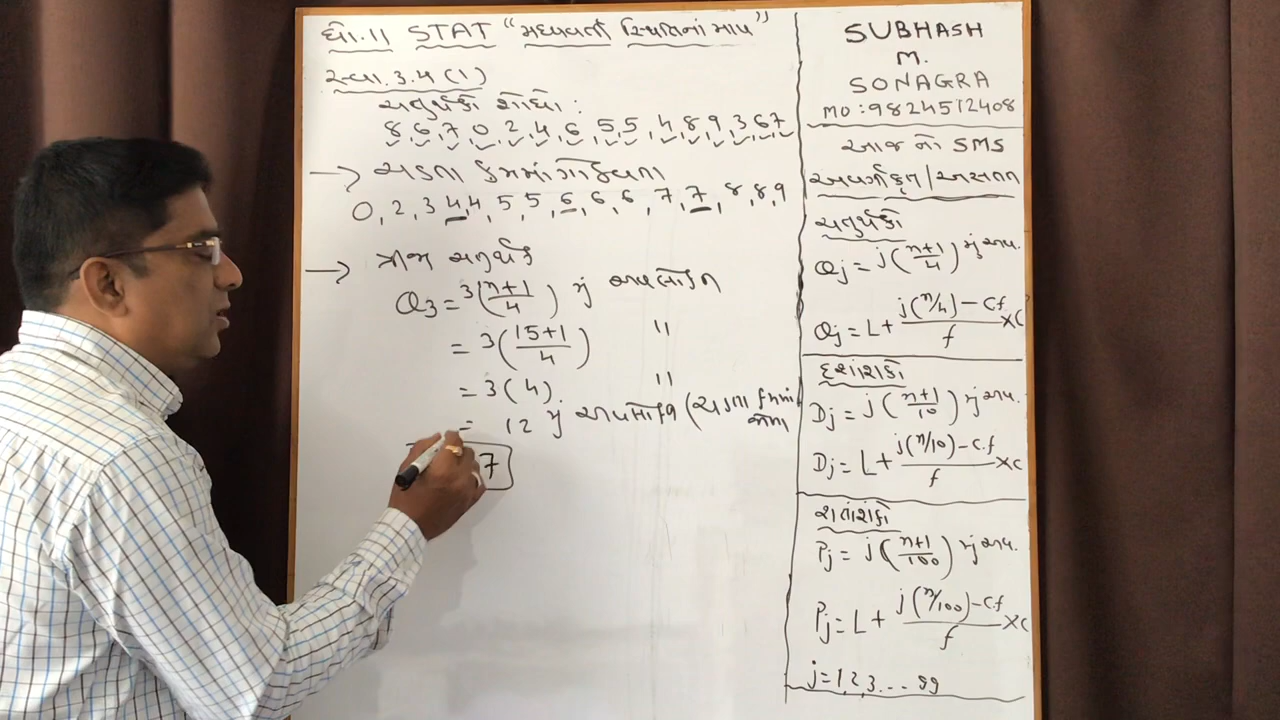 ધો.11 STAT "મધ્યવર્તી સ્થિતિનાં માપ"
સ્વા.3.4 (1)
ચતુર્થકો શોધો :
8, 6, 7, 0, 2, 4, 6, 5, 5, 4, 8, 9, 3, 6, 7
→ ચડતા ક્રમમાં ગોઠવતા
0, 2, 3, 4, 4, 5, 5, 6, 6, 6, 7, 7, 8, 8, 9
→ ત્રીજા ચતુર્થક
Q3 = 3(n+1/4) મું અવલોકન
= 3(15+1/4) "
= 3(4). "
= 12 મું અવલોકન (ચડતા ક્રમમાં
7
SUBHASH
M.
SONAGRA
MO : 9824512408
આજ નો SMS
અવર્ગીકૃત / અસતત
ચતુર્થકો
Qj = j(n+1/4) મું અવ.
Qj = L + j(n/4) - Cf / f × C
દશાંશકો
Dj = j(n+1/10) મું અવ.
Dj = L + j(n/10) - C.f / f × C
શતાંશકો
Pj = j(n+1/100) મું અવ.
Pj = L + j(n/100) - Cf / f × C
j = 1, 2, 3, ... 99